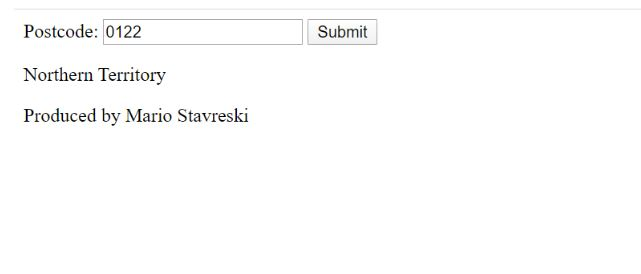 Postcode: 0122 Submit
Northern Territory
Produced by Mario Stavreski